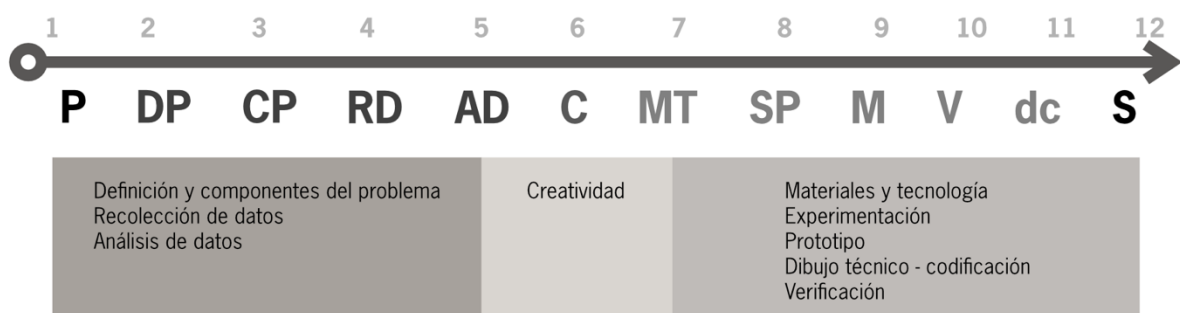 1 2 3 4 5 6 7 8 9 10 11 12
P DP CP RD AD C MT SP M V dc S
Definición y componentes del problema
Recolección de datos
Análisis de datos
Creatividad
Materiales y tecnología
Experimentación
Prototipo
Dibujo técnico - codificación
Verificación